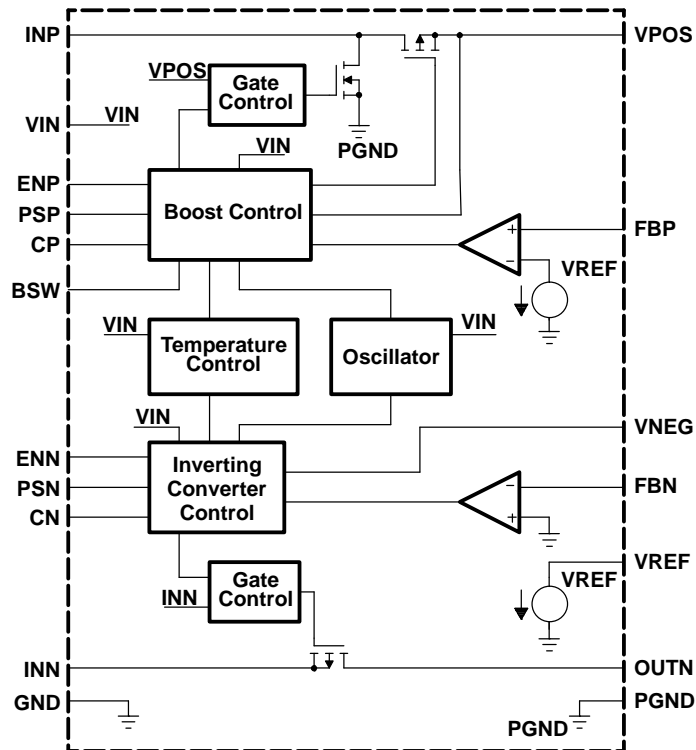 INP
VPOS
VPOS
Gate
Control
VIN
VIN
VIN
PGND
ENP
PSP
CP
Boost Control
+
−
FBP
VREF
BSW
VIN
Temperature
Control
Oscillator
VIN
VIN
VNEG
ENN
PSN
CN
Inverting
Converter
Control
−
+
FBN
VREF
VREF
Gate
Control
INN
INN
OUTN
GND
PGND
PGND